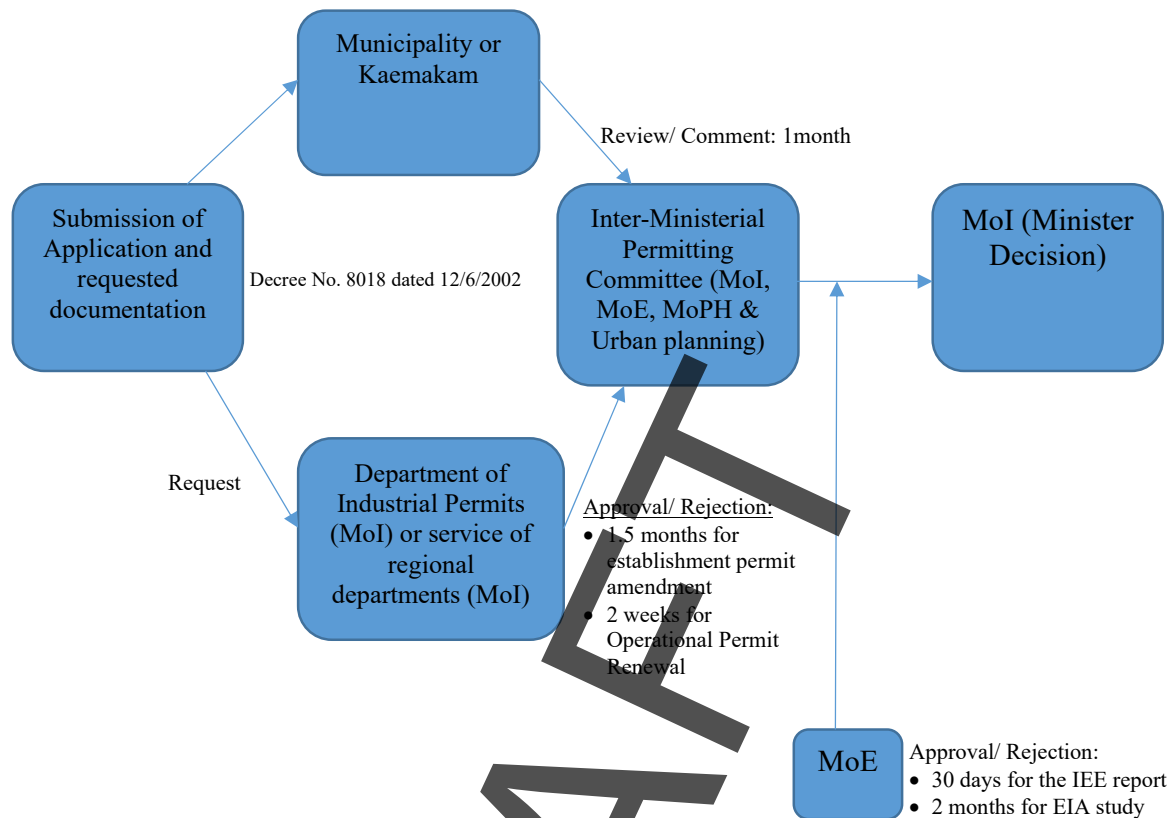 Municipality or
Kaemakam
Review/ Comment: 1month
Submission of
Application and
requested
documentation
Decree No. 8018 dated 12/6/2002
Inter-Ministerial
Permitting
Committee (MoI,
MoE, MoPH &
Urban planning)
MoI (Minister
Decision)
Request
Department of
Industrial Permits
(MoI) or service of
regional
departments (MoI)
Approval/ Rejection:
• 1.5 months for
establishment permit
amendment
• 2 weeks for
Operational Permit
Renewal
MoE
Approval/ Rejection:
• 30 days for the IEE report
• 2 months for EIA study
AFT